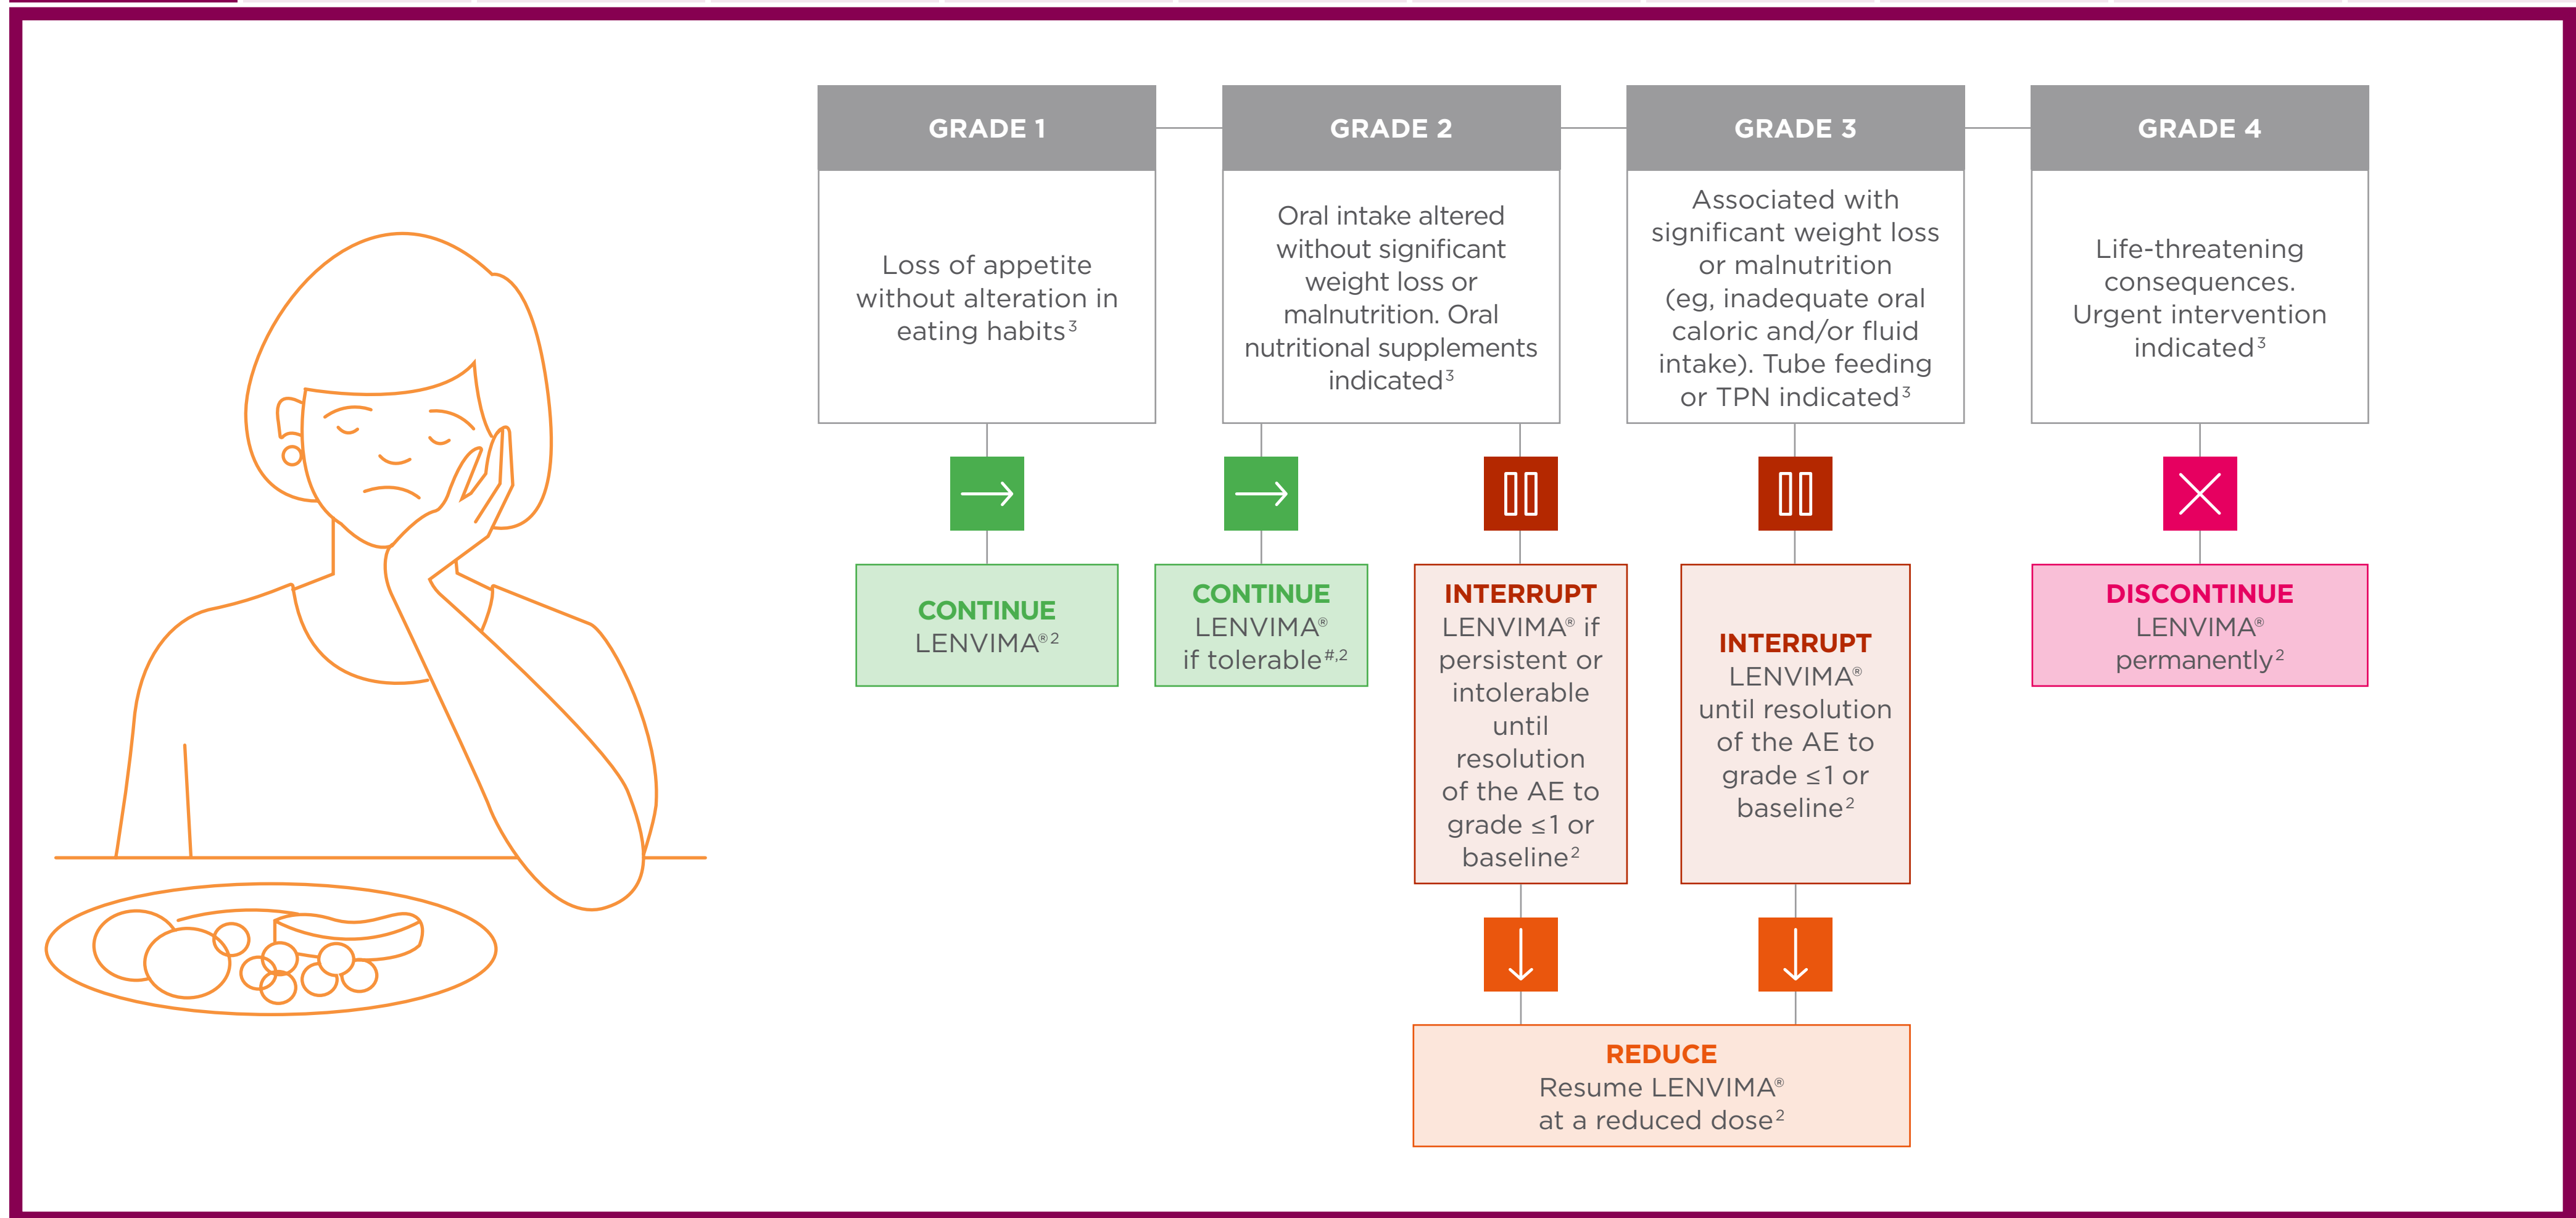 GRADE 1
Loss of appetite
without alteration in
eating habits³
CONTINUE
LENVIMA®²
GRADE 2
Oral intake altered
without significant
weight loss or
malnutrition. Oral
nutritional supplements
indicated³
CONTINUE
LENVIMA®
if tolerable#,2
INTERRUPT
LENVIMA® if
persistent or
intolerable
until
resolution
of the AE to
grade ≤1 or
baseline²
GRADE 3
Associated with
significant weight loss
or malnutrition
(eg, inadequate oral
caloric and/or fluid
intake). Tube feeding
or TPN indicated³
INTERRUPT
LENVIMA®
until resolution
of the AE to
grade ≤1 or
baseline²
REDUCE
Resume LENVIMA®
at a reduced dose²
GRADE 4
Life-threatening
consequences.
Urgent intervention
indicated³
DISCONTINUE
LENVIMA®
permanently²